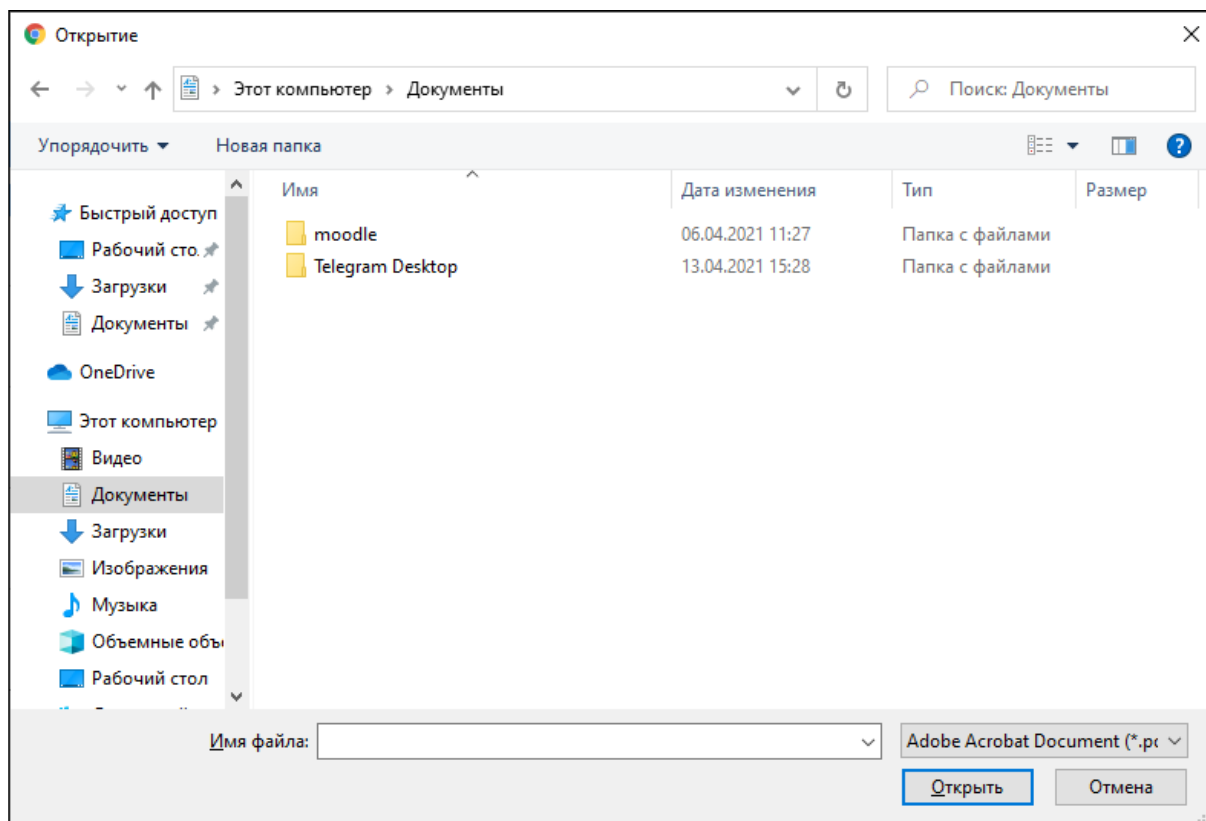 Открытие
Этот компьютер › Документы
Поиск: Документы
Упорядочить
Новая папка
Имя
Дата изменения
Тип
Размер
Быстрый доступ
Рабочий сто.
Загрузки
Документы
OneDrive
Этот компьютер
Видео
Документы
Загрузки
Изображения
Музыка
Объемные объ
Рабочий стол
moodle 06.04.2021 11:27 Папка с файлами
Telegram Desktop 13.04.2021 15:28 Папка с файлами
Имя файла:
Adobe Acrobat Document (*.pd
Открыть
Отмена